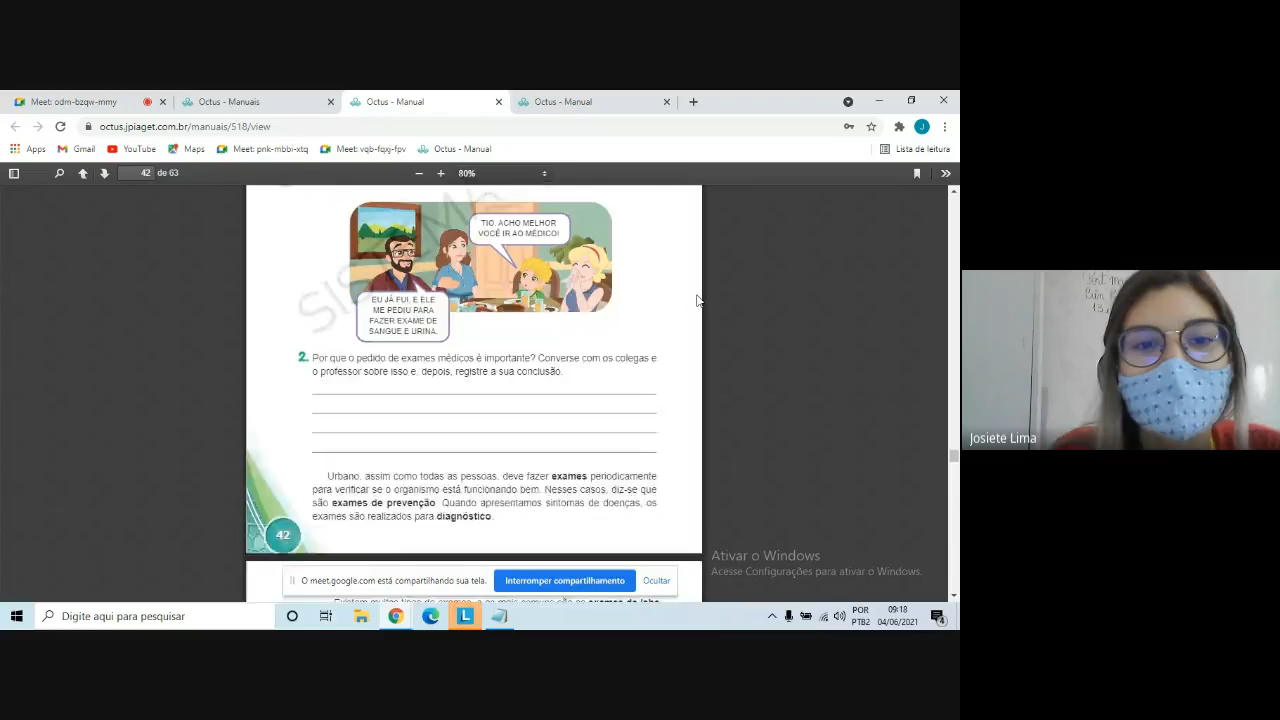 Meet: odm-bzqw-mmy
Octus - Manuais
Octus - Manual
Octus - Manual
octus.jpiaget.com.br/manuais/518/view
Apps
Gmail
YouTube
Maps
Meet: pnk-mbbi-xtq
Meet: vqb-fqxj-fpv
Octus - Manual
Lista de leitura
42 de 63
80%
SISTEMA
TIO, ACHO MELHOR
VOCÊ IR AO MÉDICO!
EU JÁ FUI, E ELE
ME PEDIU PARA
FAZER EXAME DE
SANGUE E URINA.
2. Por que o pedido de exames médicos é importante? Converse com os colegas e
o professor sobre isso e, depois, registre a sua conclusão.
Urbano, assim como todas as pessoas, deve fazer exames periodicamente
para verificar se o organismo está funcionando bem. Nesses casos, diz-se que
são exames de prevenção. Quando apresentamos sintomas de doenças, os
exames são realizados para diagnóstico.
42
Ativar o Windows
Acesse Configurações para ativar o Windows.
O meet.google.com está compartilhando sua tela.
Interromper compartilhamento
Ocultar
Digite aqui para pesquisar
POR
PTB2
09:18
04/06/2021
4
Josiete Lima